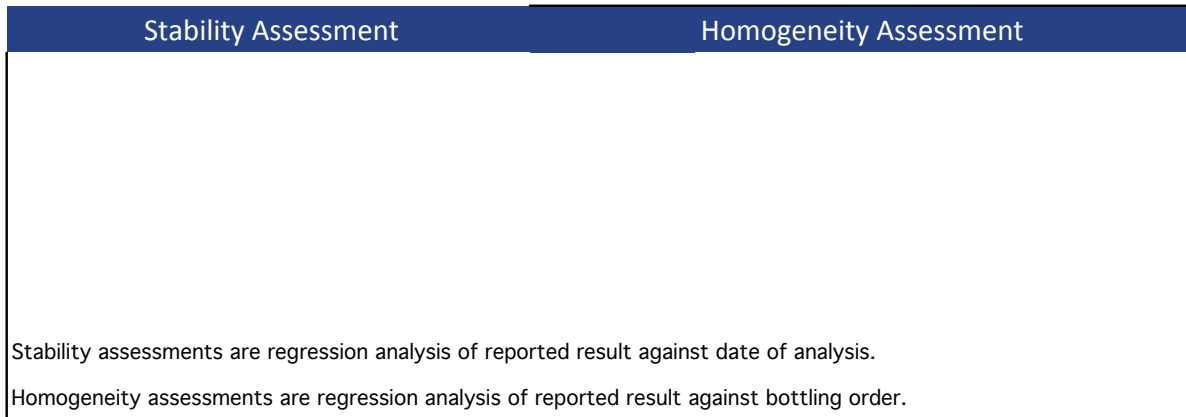 Stability Assessment Homogeneity Assessment
Stability assessments are regression analysis of reported result against date of analysis.
Homogeneity assessments are regression analysis of reported result against bottling order.